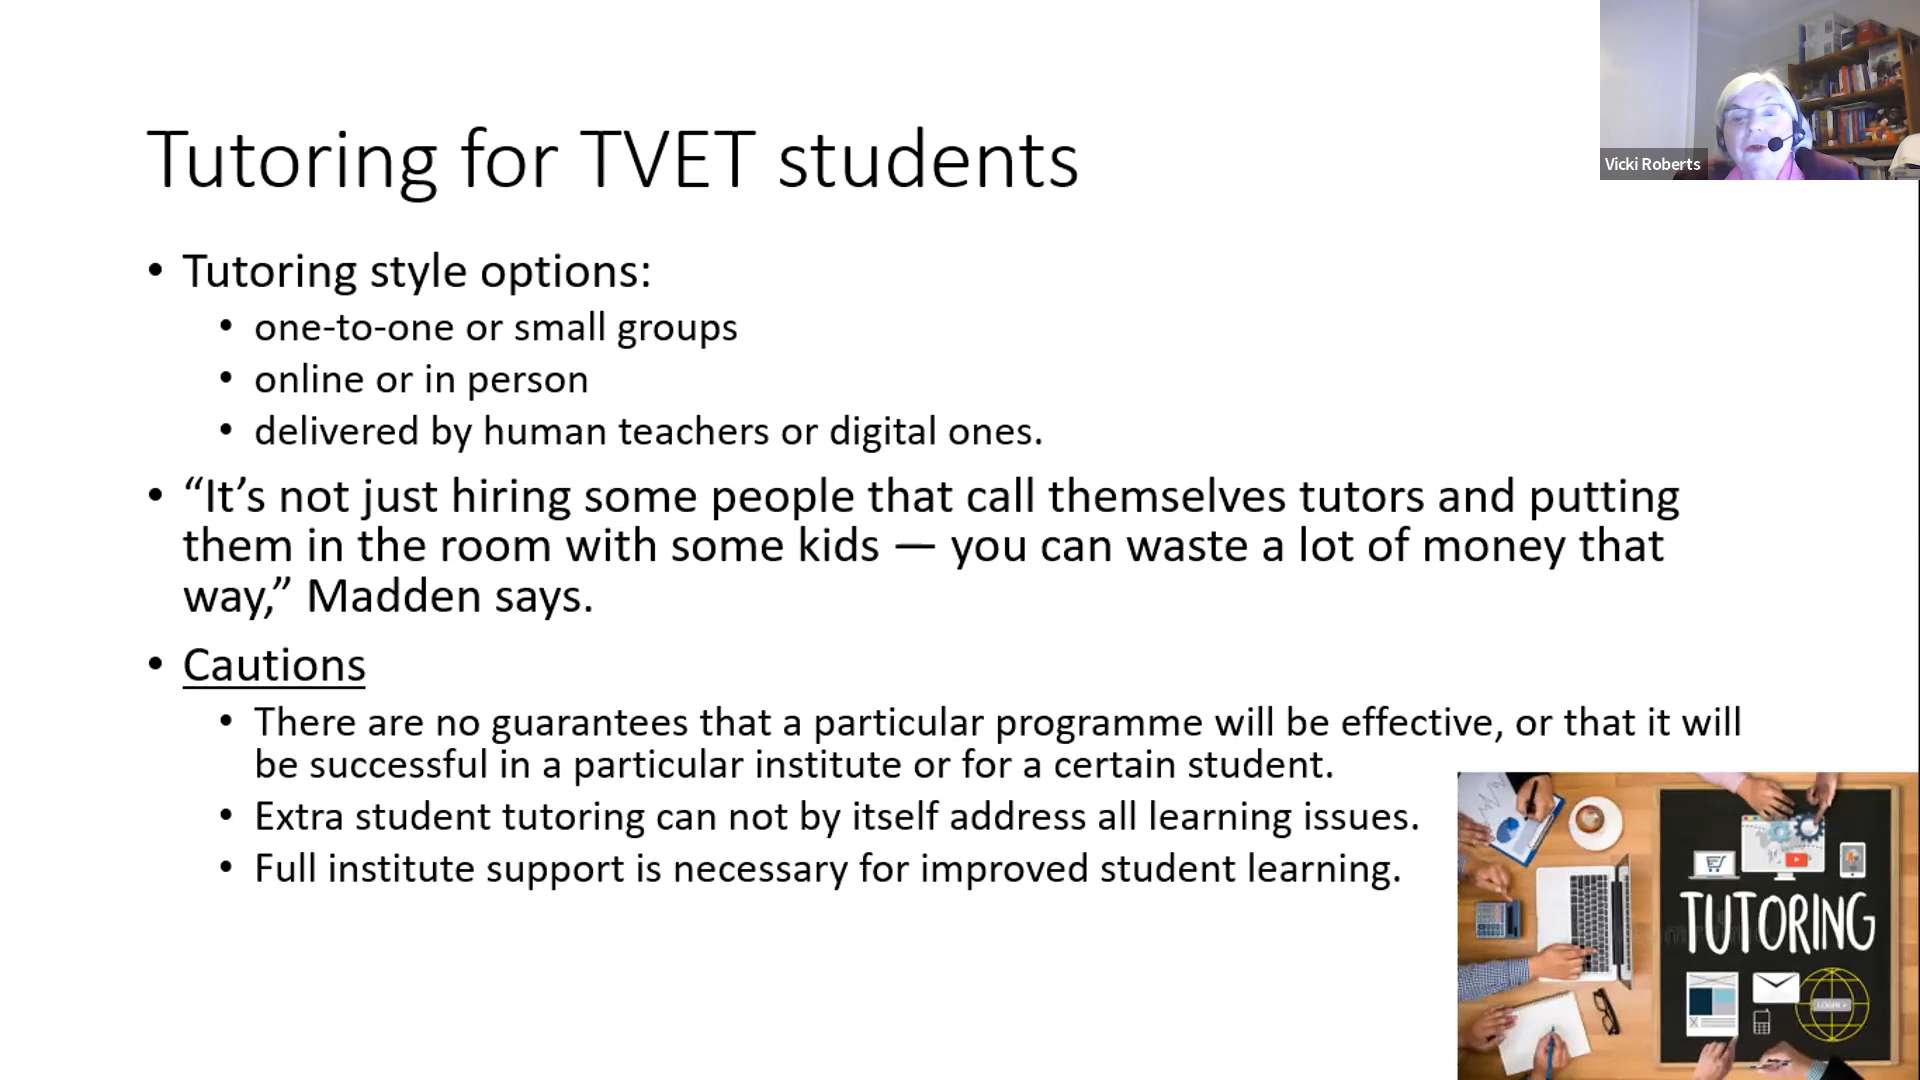 Vicki Roberts
Tutoring for TVET students
• Tutoring style options:
• one-to-one or small groups
• online or in person
• delivered by human teachers or digital ones.
• “It’s not just hiring some people that call themselves tutors and putting
them in the room with some kids — you can waste a lot of money that
way,” Madden says.
• Cautions
• There are no guarantees that a particular programme will be effective, or that it will
be successful in a particular institute or for a certain student.
• Extra student tutoring can not by itself address all learning issues.
• Full institute support is necessary for improved student learning.
TUTORING
LOGIN